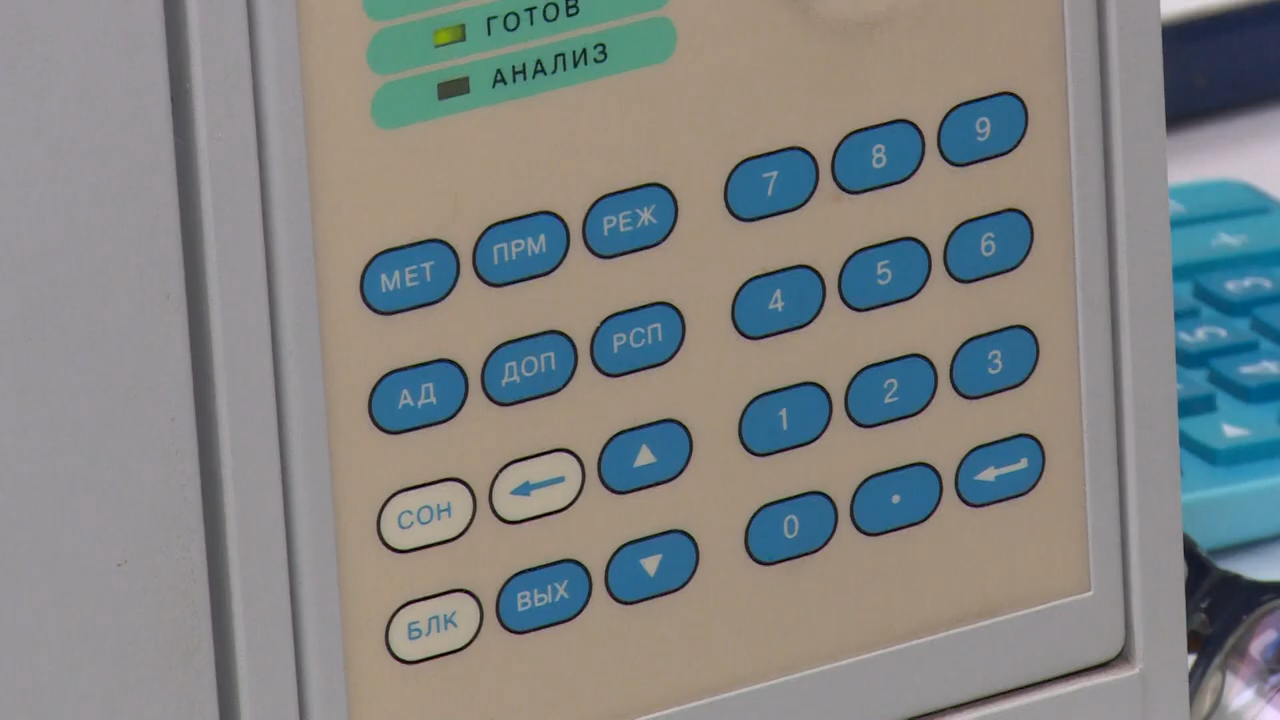 ГОТОВ
АНАЛИЗ
МЕТ ПРМ РЕЖ 7 8 9
АД ДОП РСП 4 5 6
СОН ← ▲ 1 2 3
БЛК ВЫХ ▼ 0 . ↵